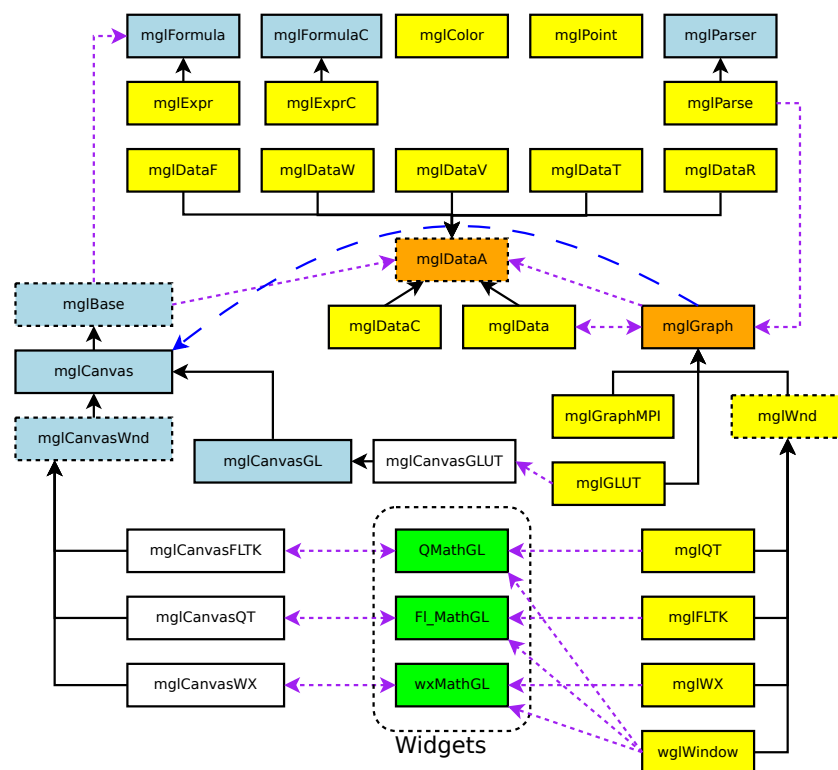 mglFormula
mglFormulaC
mglColor
mglPoint
mglParser
mglExpr
mglExprC
mglParse
mglDataF
mglDataW
mglDataV
mglDataT
mglDataR
mglDataA
mglBase
mglDataC
mglData
mglGraph
mglCanvas
mglGraphMPI
mglWnd
mglCanvasWnd
mglCanvasGL
mglCanvasGLUT
mglGLUT
mglCanvasFLTK
QMathGL
mglQT
mglCanvasQT
Fl_MathGL
mglFLTK
mglCanvasWX
wxMathGL
mglWX
Widgets
wglWindow